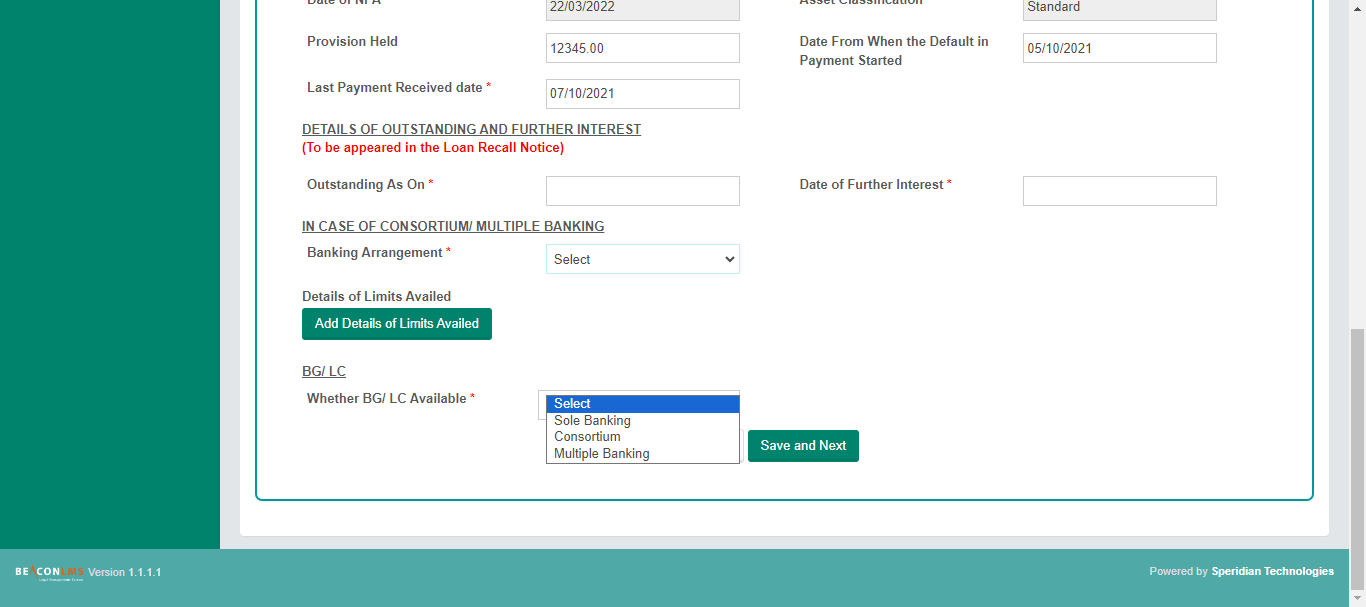 Date of NPA 22/03/2022 Asset Classification Standard
Provision Held 12345.00 Date From When the Default in Payment Started 05/10/2021
Last Payment Received date * 07/10/2021
DETAILS OF OUTSTANDING AND FURTHER INTEREST
(To be appeared in the Loan Recall Notice)
Outstanding As On * Date of Further Interest *
IN CASE OF CONSORTIUM/ MULTIPLE BANKING
Banking Arrangement * Select
Details of Limits Availed
Add Details of Limits Availed
BG/ LC
Whether BG/ LC Available *
Select
Sole Banking
Consortium
Multiple Banking
Save and Next
BEACONLMS Version 1.1.1.1 Powered by Speridian Technologies